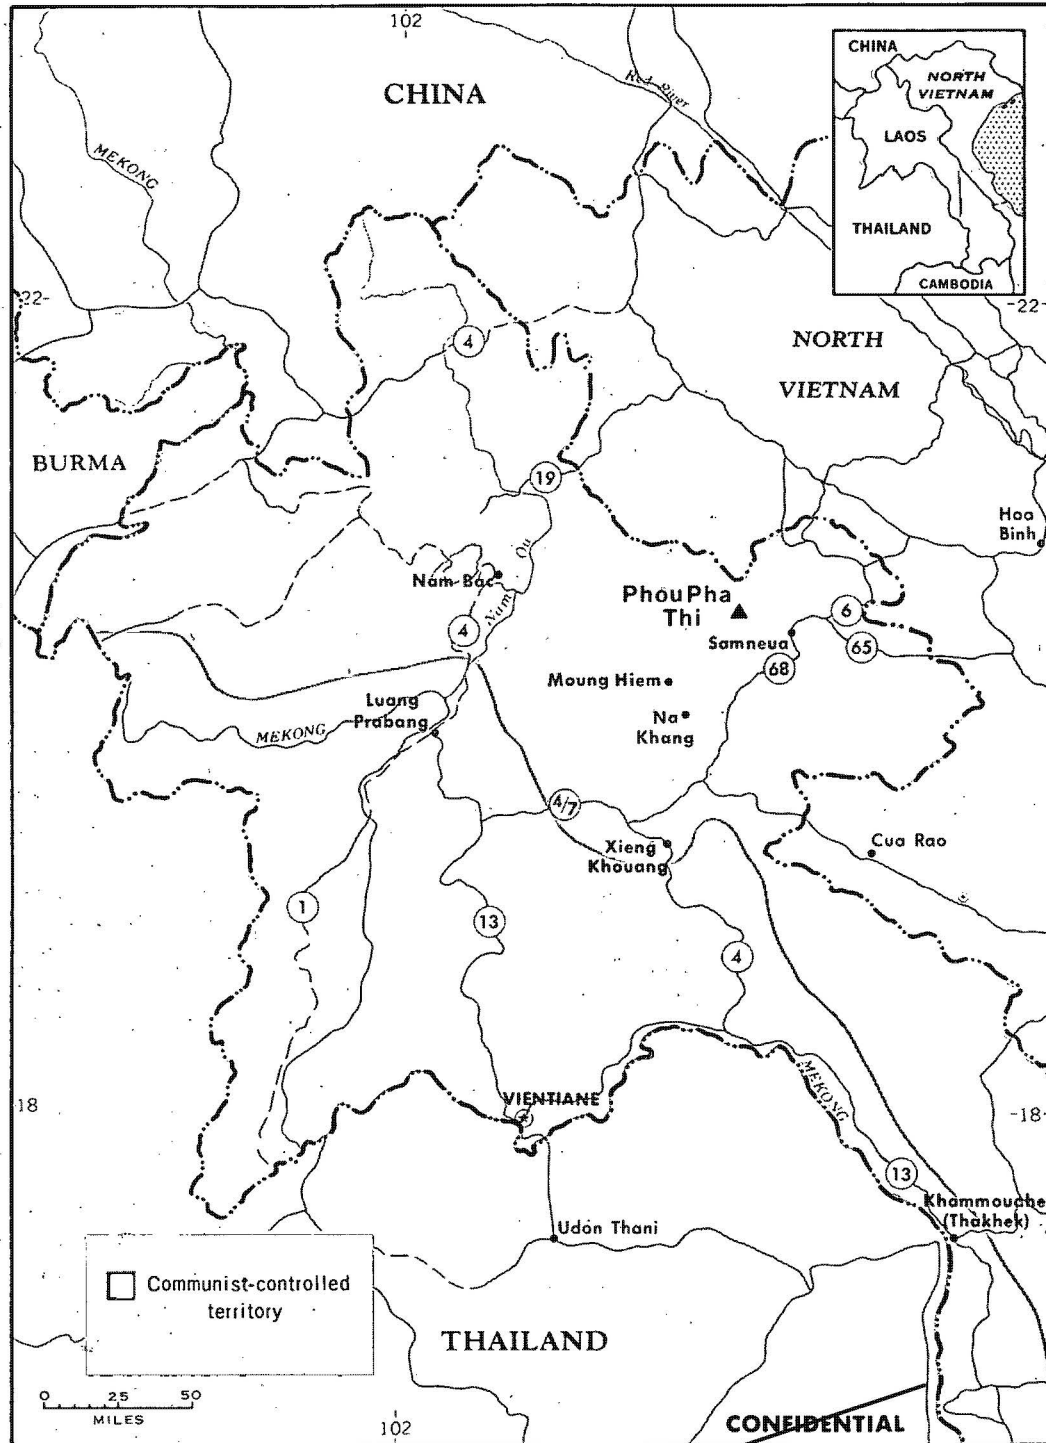 102
CHINA
Red River
MEKONG
CHINA
NORTH
VIETNAM
LAOS
THAILAND
CAMBODIA
22-
-22-
4
NORTH
VIETNAM
BURMA
19
Hoa
Binh
Nam Bac
Nam Ou
Phou Pha
Thi
4
6
Samneua
65
68
Moung Hiem
Luang
Prabang
Na
Khang
MEKONG
4/7
Xieng
Khouang
Cua Rao
1
13
4
VIENTIANE
MEKONG
18
-18-
13
Khammouane
(Thakhek)
Udon Thani
Communist-controlled
territory
THAILAND
0 25 50
MILES
102
CONFIDENTIAL